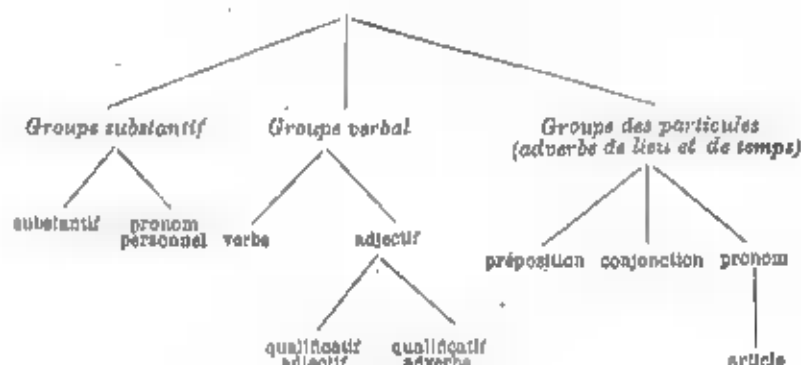 Groupe substantif
Groupe verbal
Groupe des particules
(adverbe de lieu et de temps)
substantif
pronom
personnel
verbe
adjectif
préposition
conjonction
pronom
qualificatif
adjectif
qualificatif
adverbe
article